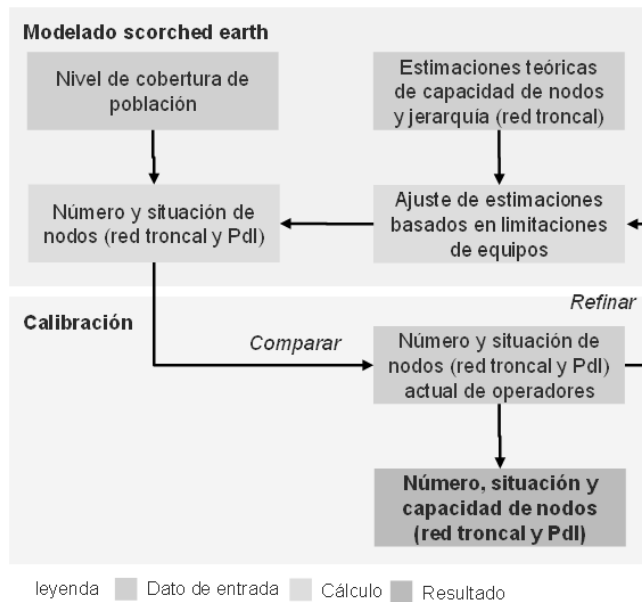 Modelado scorched earth
Nivel de cobertura de
población
Estimaciones teóricas
de capacidad de nodos
y jerarquía (red troncal)
Número y situación de
nodos (red troncal y PdI)
Ajuste de estimaciones
basados en limitaciones
de equipos
Calibración
Refinar
Comparar
Número y situación de
nodos (red troncal y PdI)
actual de operadores
Número, situación y
capacidad de nodos
(red troncal y PdI)
leyenda Dato de entrada Cálculo Resultado